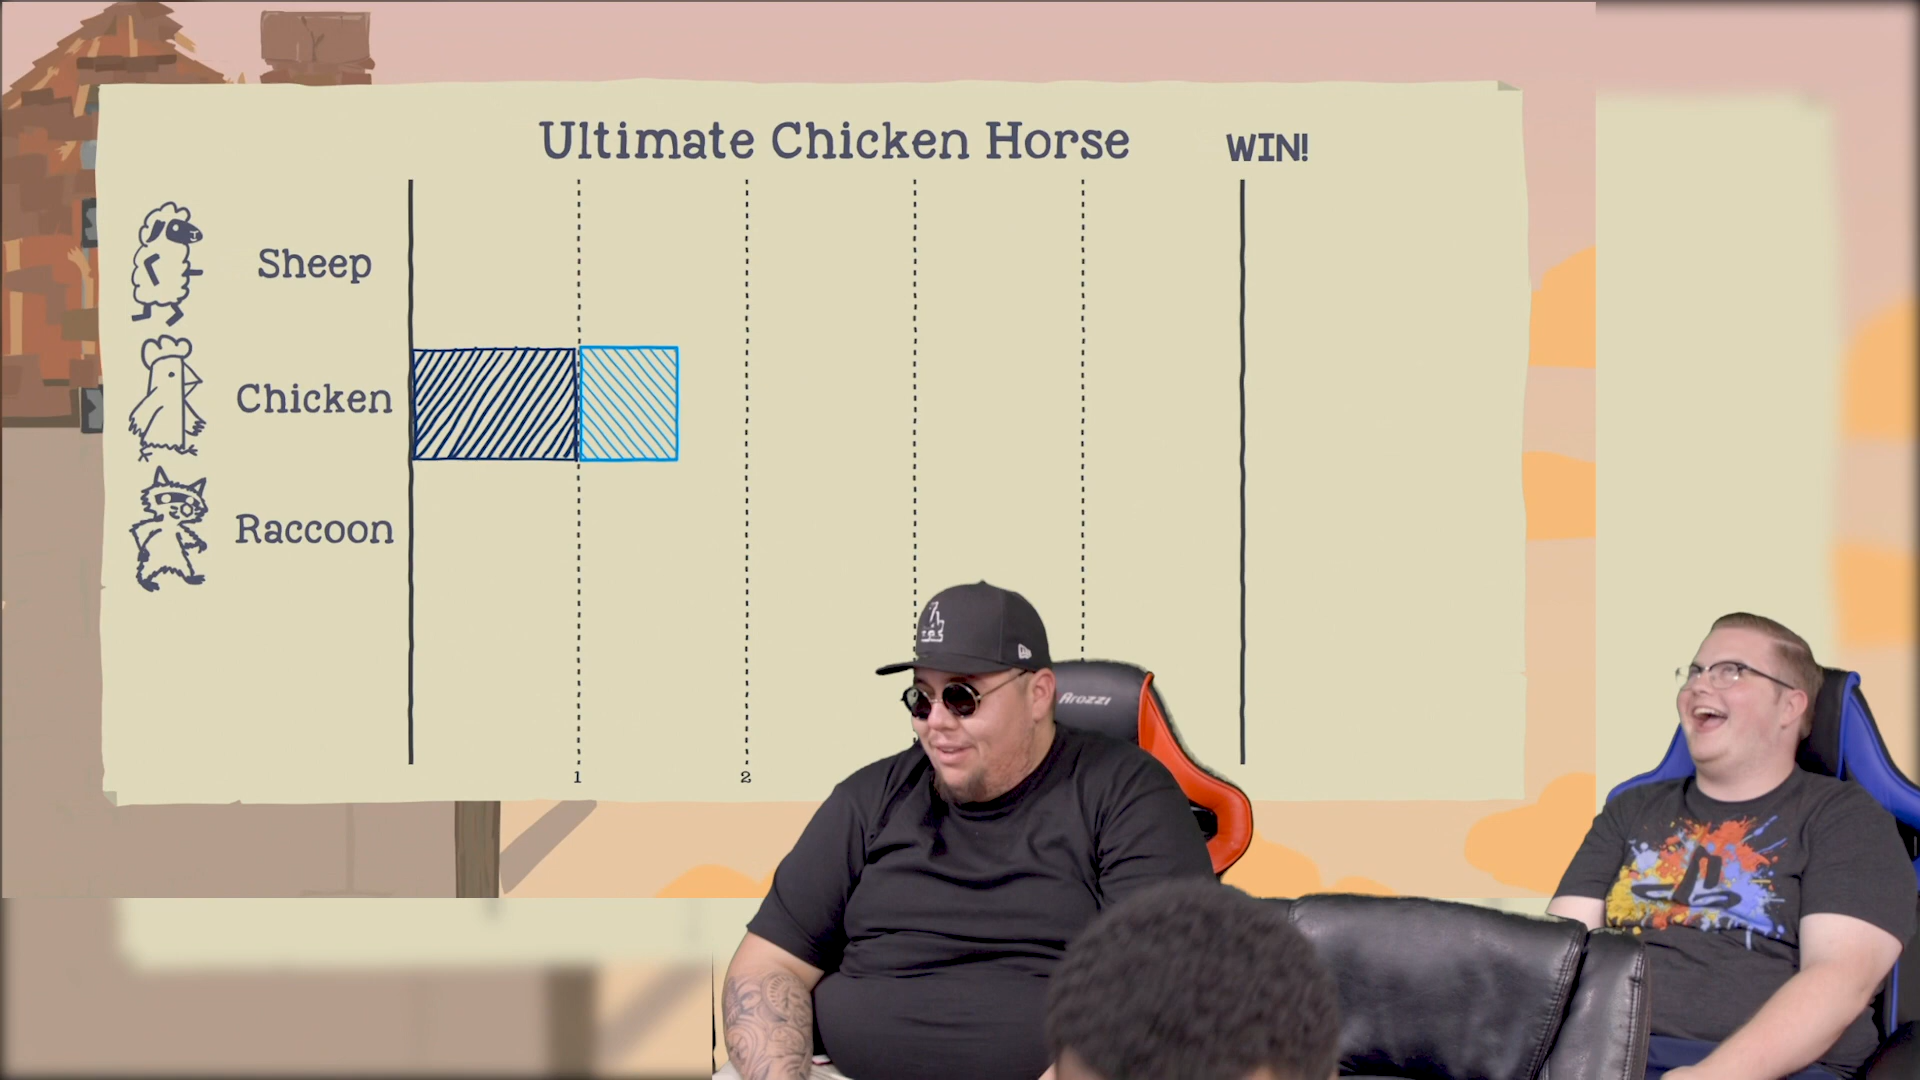 Ultimate Chicken Horse
WIN!
Sheep
Chicken
Raccoon
1
2
Arozzi